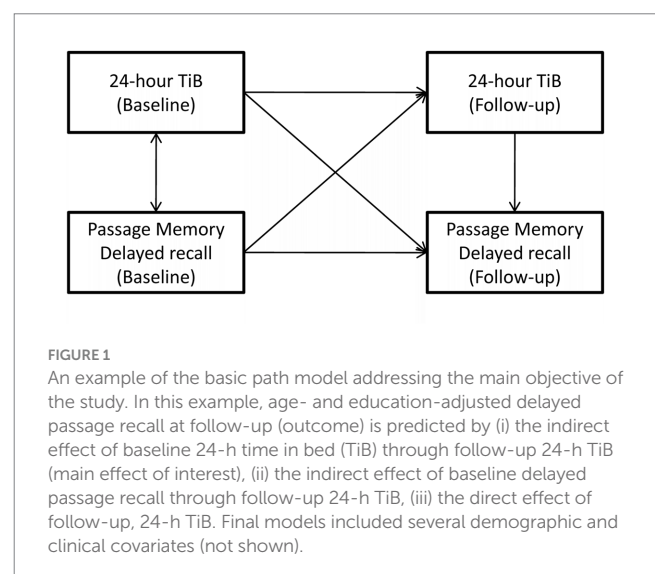 24-hour TiB
(Baseline)
24-hour TiB
(Follow-up)
Passage Memory
Delayed recall
(Baseline)
Passage Memory
Delayed recall
(Follow-up)
FIGURE 1
An example of the basic path model addressing the main objective of
the study. In this example, age- and education-adjusted delayed
passage recall at follow-up (outcome) is predicted by (i) the indirect
effect of baseline 24-h time in bed (TiB) through follow-up 24-h TiB
(main effect of interest), (ii) the indirect effect of baseline delayed
passage recall through follow-up 24-h TiB, (iii) the direct effect of
follow-up, 24-h TiB. Final models included several demographic and
clinical covariates (not shown).